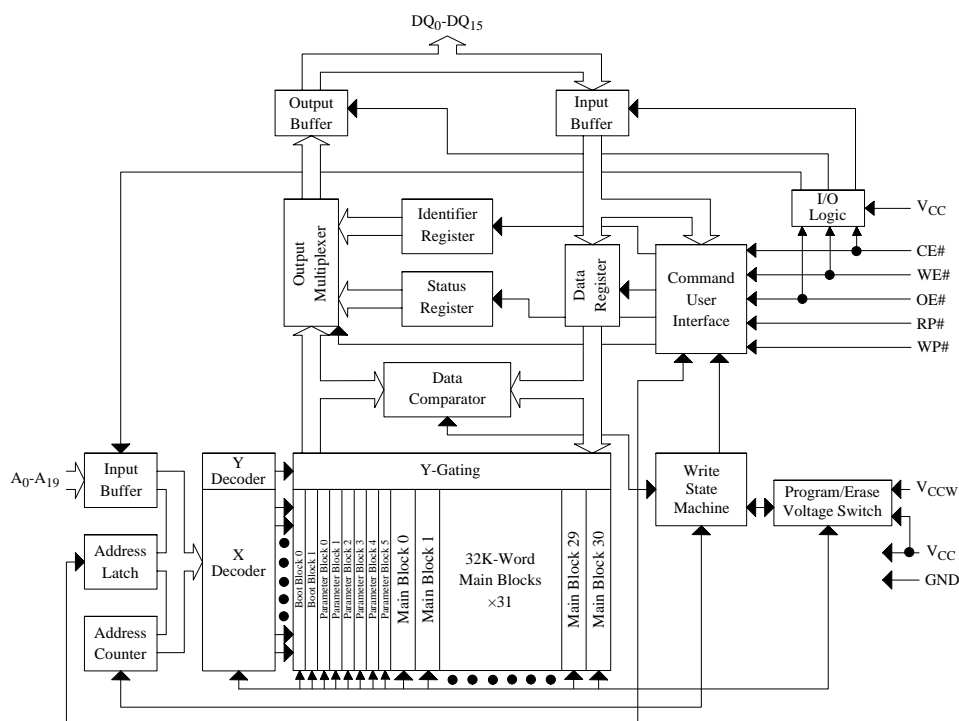 DQ0-DQ15
Output
Buffer
Input
Buffer
I/O
Logic
VCC
Output
Multiplexer
Identifier
Register
Status
Register
Data
Register
Command
User
Interface
CE#
WE#
OE#
RP#
WP#
Data
Comparator
A0-A19
Input
Buffer
Address
Latch
Address
Counter
Y
Decoder
X
Decoder
Y-Gating
Boot Block 0
Boot Block 1
Parameter Block 0
Parameter Block 1
Parameter Block 2
Parameter Block 3
Parameter Block 4
Parameter Block 5
Main Block 0
Main Block 1
32K-Word
Main Blocks
×31
Main Block 29
Main Block 30
Write
State
Machine
Program/Erase
Voltage Switch
VCCW
VCC
GND